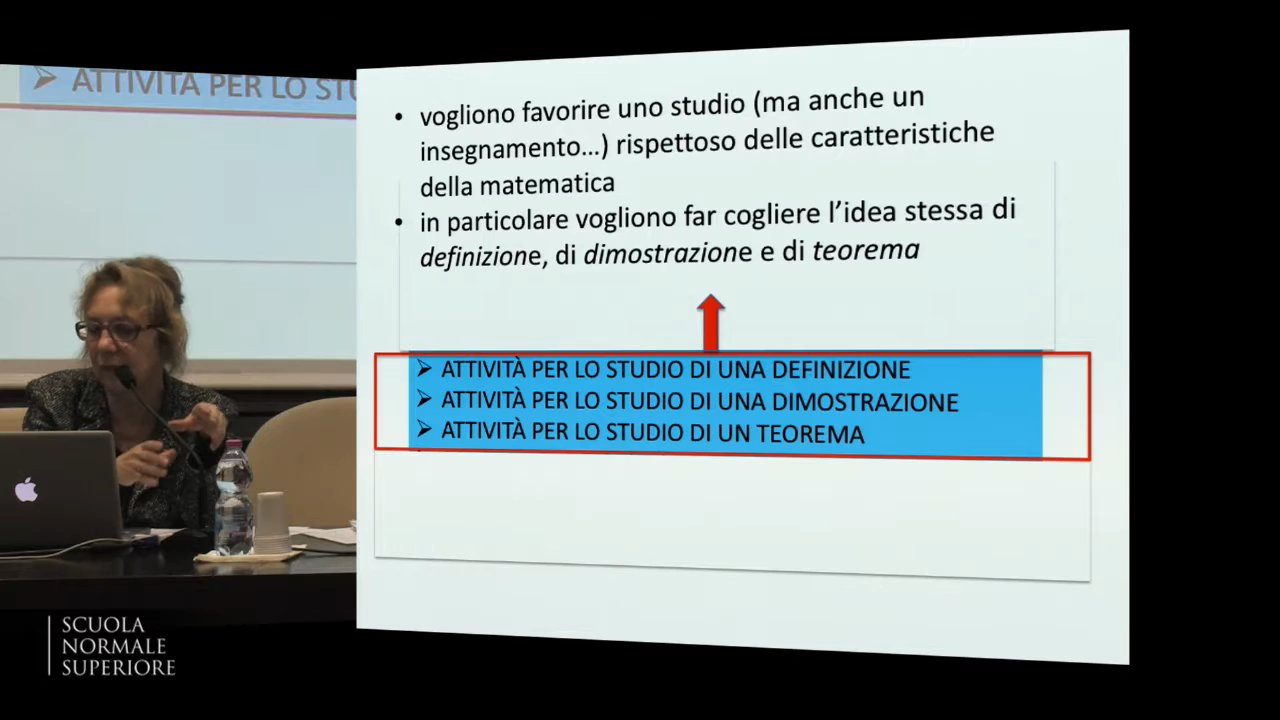 ➢ ATTIVITÀ PER LO STU
• vogliono favorire uno studio (ma anche un
insegnamento...) rispettoso delle caratteristiche
della matematica
• in particolare vogliono far cogliere l’idea stessa di
definizione, di dimostrazione e di teorema
➢ ATTIVITÀ PER LO STUDIO DI UNA DEFINIZIONE
➢ ATTIVITÀ PER LO STUDIO DI UNA DIMOSTRAZIONE
➢ ATTIVITÀ PER LO STUDIO DI UN TEOREMA
SCUOLA
NORMALE
SUPERIORE